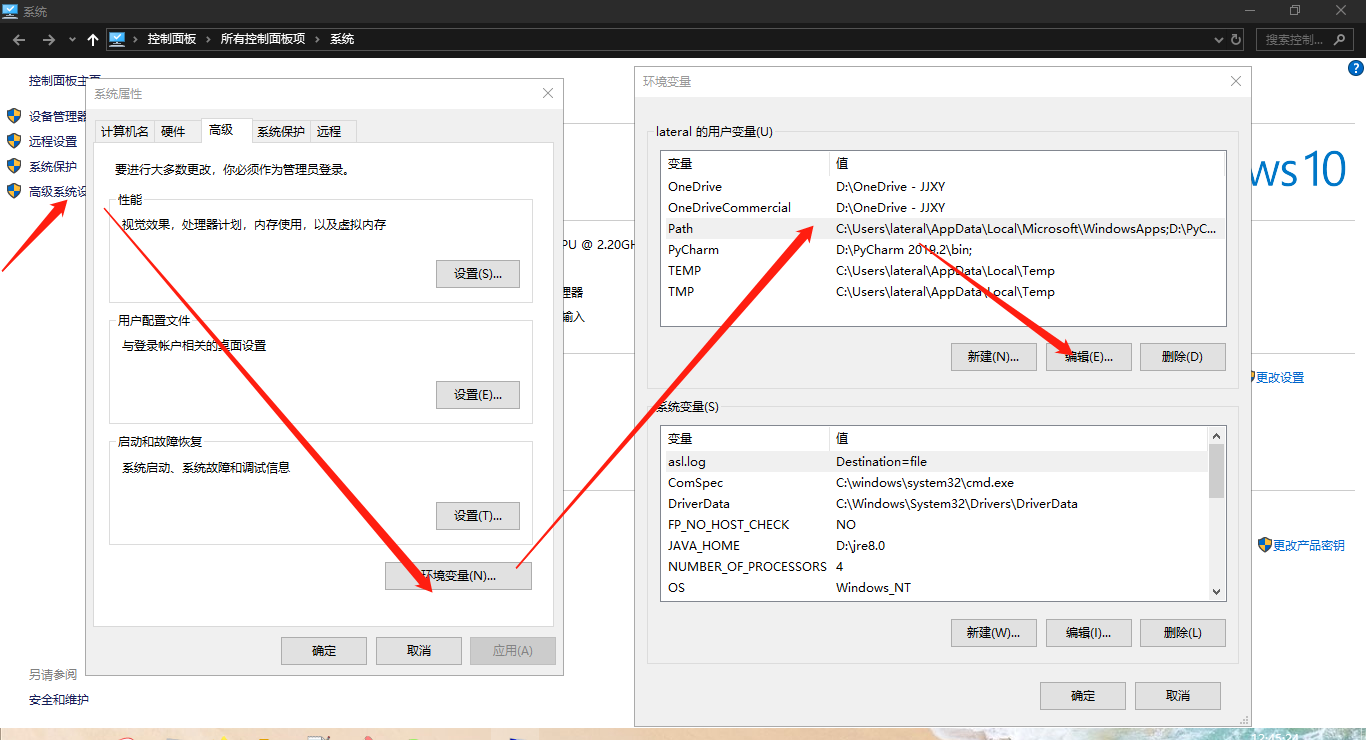 系统
控制面板
所有控制面板项
系统
搜索控制...
控制面板主页
设备管理器
远程设置
系统保护
高级系统设
系统属性
计算机名
硬件
高级
系统保护
远程
要进行大多数更改，你必须作为管理员登录。
性能
视觉效果，处理器计划，内存使用，以及虚拟内存
设置(S)...
用户配置文件
与登录帐户相关的桌面设置
设置(E)...
启动和故障恢复
系统启动、系统故障和调试信息
设置(T)...
环境变量(N)...
确定
取消
应用(A)
另请参阅
安全和维护
PU @ 2.20GH
理器
输入
环境变量
lateral 的用户变量(U)
变量 值
OneDrive D:\OneDrive - JJXY
OneDriveCommercial D:\OneDrive - JJXY
Path C:\Users\lateral\AppData\Local\Microsoft\WindowsApps;D:\PyC...
PyCharm D:\PyCharm 2019.2\bin;
TEMP C:\Users\lateral\AppData\Local\Temp
TMP C:\Users\lateral\AppData\Local\Temp
新建(N)...
编辑(E)...
删除(D)
系统变量(S)
变量 值
asl.log Destination=file
ComSpec C:\windows\system32\cmd.exe
DriverData C:\Windows\System32\Drivers\DriverData
FP_NO_HOST_CHECK NO
JAVA_HOME D:\jre8.0
NUMBER_OF_PROCESSORS 4
OS Windows_NT
新建(W)...
编辑(I)...
删除(L)
确定
取消
?
ws 10
更改设置
更改产品密钥
12:45:24